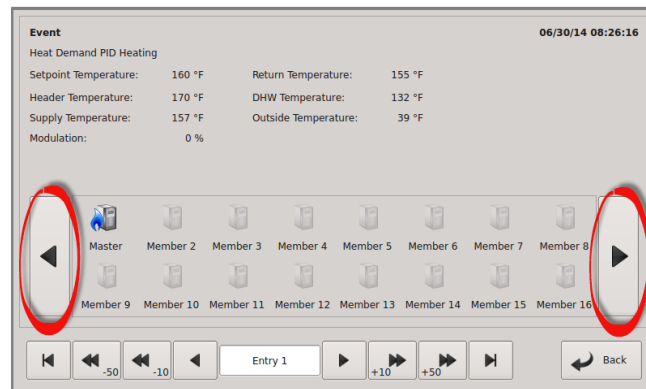 Event 06/30/14 08:26:16
Heat Demand PID Heating
Setpoint Temperature: 160 °F Return Temperature: 155 °F
Header Temperature: 170 °F DHW Temperature: 132 °F
Supply Temperature: 157 °F Outside Temperature: 39 °F
Modulation: 0 %
Master Member 2 Member 3 Member 4 Member 5 Member 6 Member 7 Member 8
Member 9 Member 10 Member 11 Member 12 Member 13 Member 14 Member 15 Member 16
-50 -10 Entry 1 +10 +50 Back